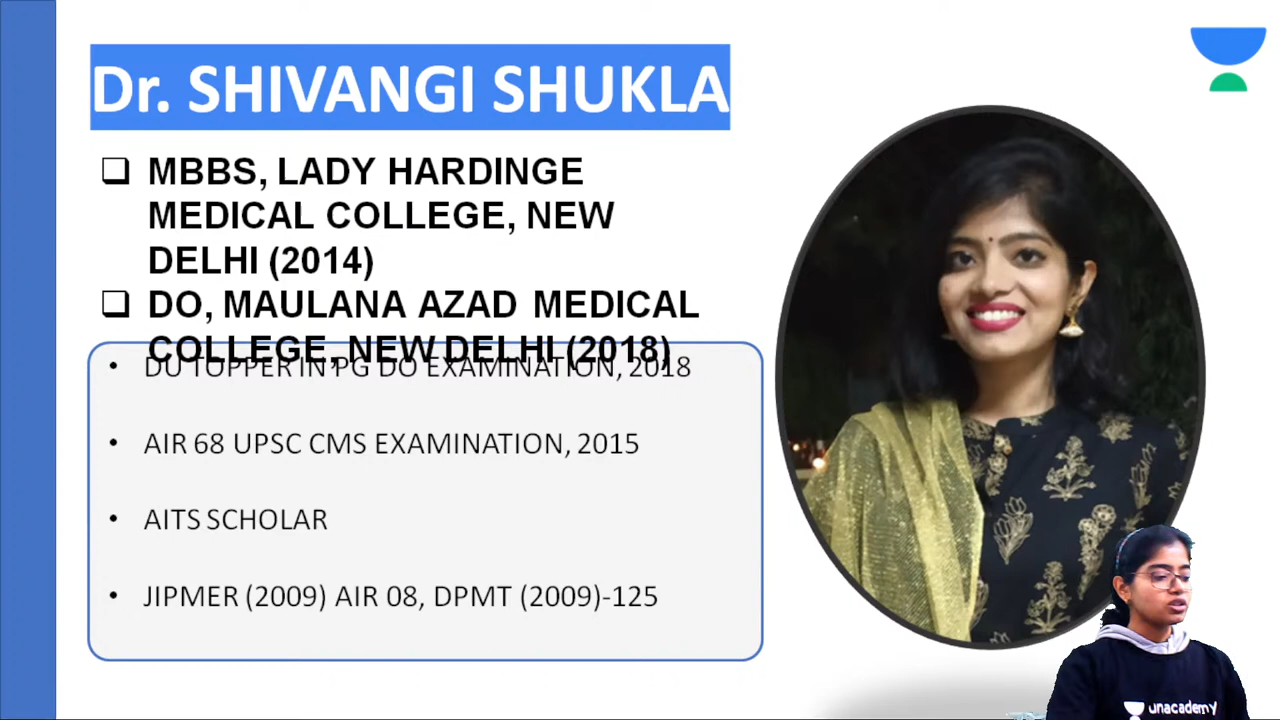 Dr. SHIVANGI SHUKLA
❑ MBBS, LADY HARDINGE
MEDICAL COLLEGE, NEW
DELHI (2014)
❑ DO, MAULANA AZAD MEDICAL
COLLEGE, NEW DELHI (2018)
• DU TOPPER IN PG DO EXAMINATION, 2018
• AIR 68 UPSC CMS EXAMINATION, 2015
• AITS SCHOLAR
• JIPMER (2009) AIR 08, DPMT (2009)-125
unacademy